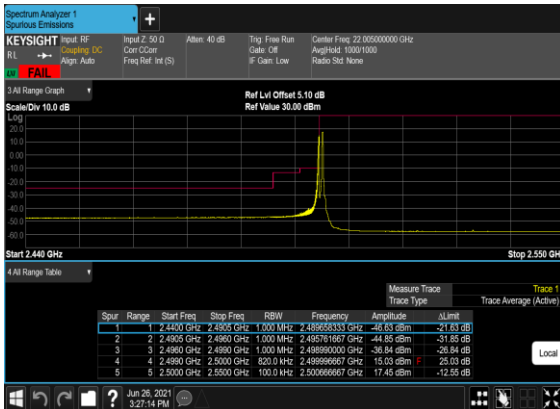 Spectrum Analyzer 1
Spurious Emissions
KEYSIGHT Input: RF Input Z: 50 Ω Atten: 40 dB Trig: Free Run Center Freq: 22.005000000 GHz
RL Coupling: DC Corr CCorr Gate: Off Avg|Hold: 1000/1000
Align: Auto Freq Ref: Int (S) IF Gain: Low Radio Std: None
LNI FAIL
3 All Range Graph
Ref Lvl Offset 5.10 dB
Scale/Div 10.0 dB Ref Value 30.00 dBm
Log
20.0
10.0
0.00
-10.0
-20.0
-30.0
-40.0
-50.0
-60.0
Start 2.440 GHz Stop 2.550 GH
4 All Range Table
Measure Trace Trace 1
Trace Type Trace Average (Active)
Spur Range Start Freq Stop Freq RBW Frequency Amplitude ΔLimit
1 1 2.4400 GHz 2.4905 GHz 1.000 MHz 2.489658333 GHz -46.63 dBm -21.63 dB
2 2 2.4905 GHz 2.4960 GHz 1.000 MHz 2.495761667 GHz -44.85 dBm -31.85 dB
3 3 2.4960 GHz 2.4990 GHz 1.000 MHz 2.498990000 GHz -36.84 dBm -26.84 dB
4 4 2.4990 GHz 2.5000 GHz 820.0 kHz 2.499996667 GHz 15.03 dBm F 25.03 dB
5 5 2.5000 GHz 2.5550 GHz 100.0 kHz 2.500666667 GHz 17.45 dBm -12.55 dB
Local
Jun 26, 2021
3:27:14 PM